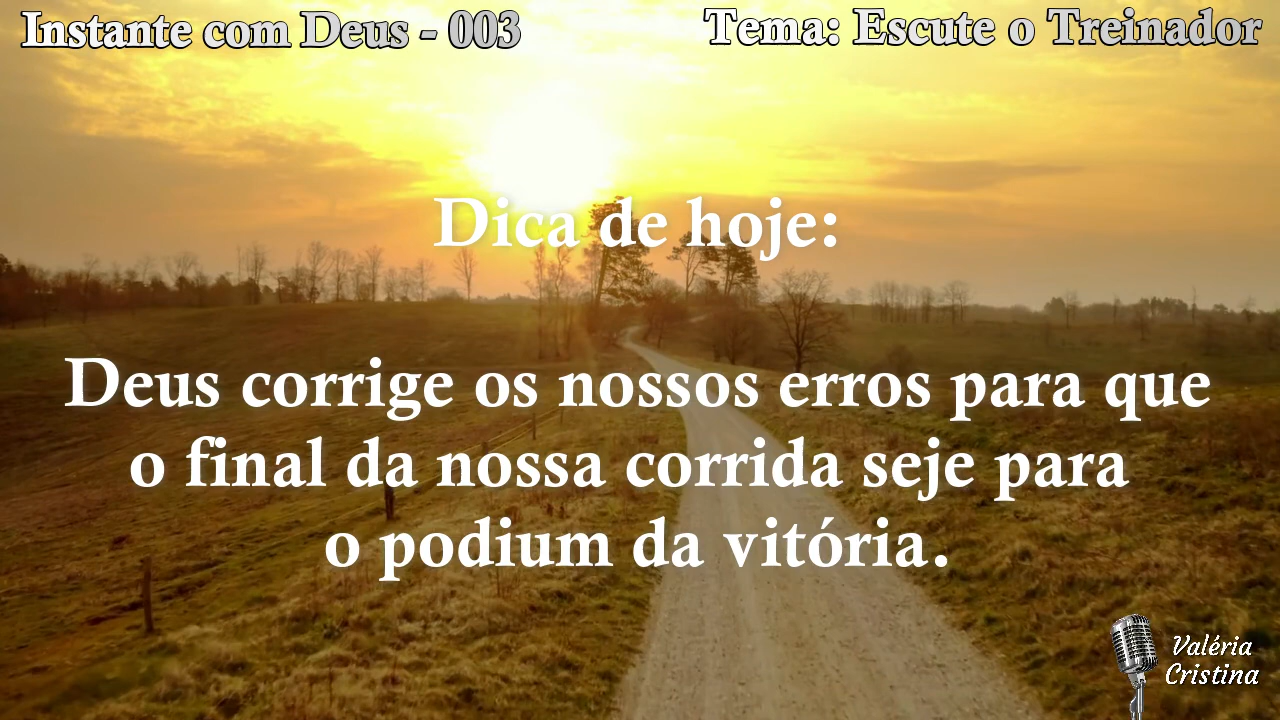 Instante com Deus - 003
Tema: Escute o Treinador
Dica de hoje:
Deus corrige os nossos erros para que
o final da nossa corrida seje para
o podium da vitória.
Valéria
Cristina